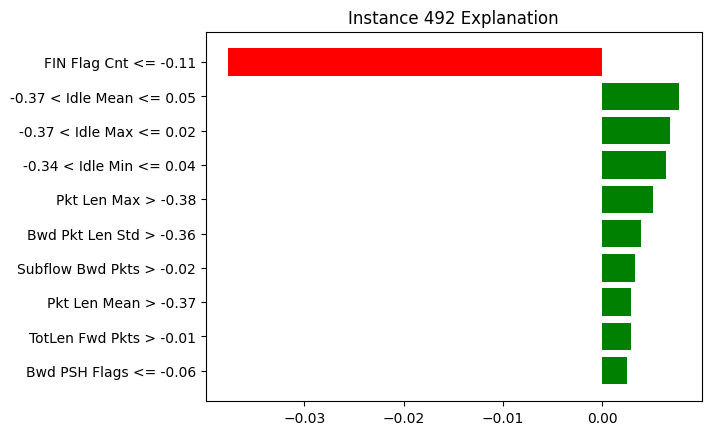 Instance 492 Explanation
FIN Flag Cnt <= -0.11
-0.37 < Idle Mean <= 0.05
-0.37 < Idle Max <= 0.02
-0.34 < Idle Min <= 0.04
Pkt Len Max > -0.38
Bwd Pkt Len Std > -0.36
Subflow Bwd Pkts > -0.02
Pkt Len Mean > -0.37
TotLen Fwd Pkts > -0.01
Bwd PSH Flags <= -0.06
−0.03 −0.02 −0.01 0.00